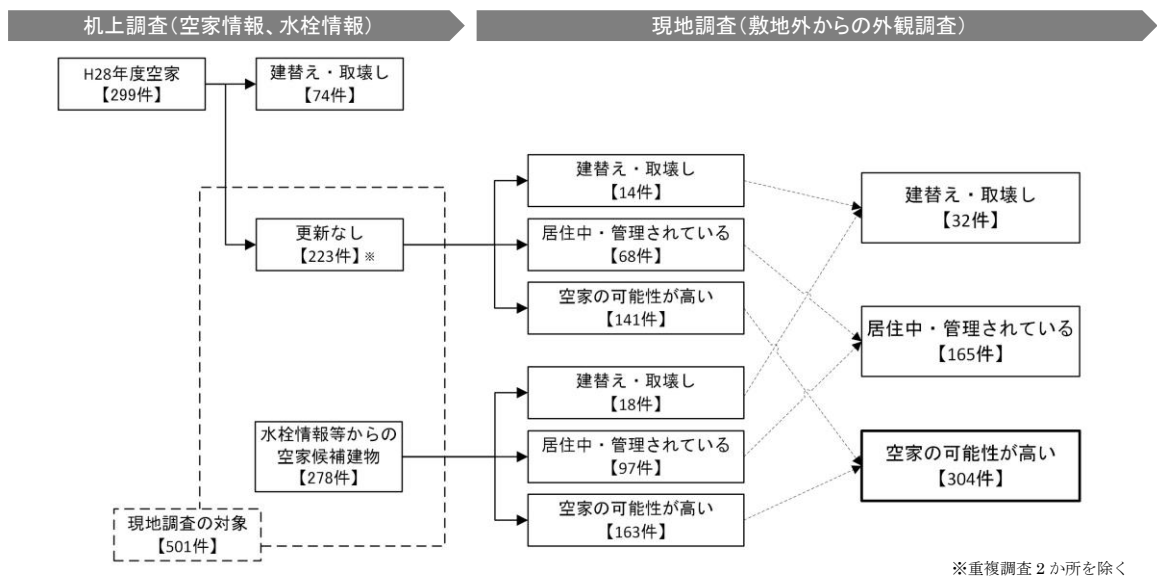 机上調査(空家情報、水栓情報)
現地調査(敷地外からの外観調査)
H28年度空家
【299件】
建替え・取壊し
【74件】
更新なし
【223件】※
水栓情報等からの
空家候補建物
【278件】
現地調査の対象
【501件】
建替え・取壊し
【14件】
居住中・管理されている
【68件】
空家の可能性が高い
【141件】
建替え・取壊し
【18件】
居住中・管理されている
【97件】
空家の可能性が高い
【163件】
建替え・取壊し
【32件】
居住中・管理されている
【165件】
空家の可能性が高い
【304件】
※重複調査2か所を除く